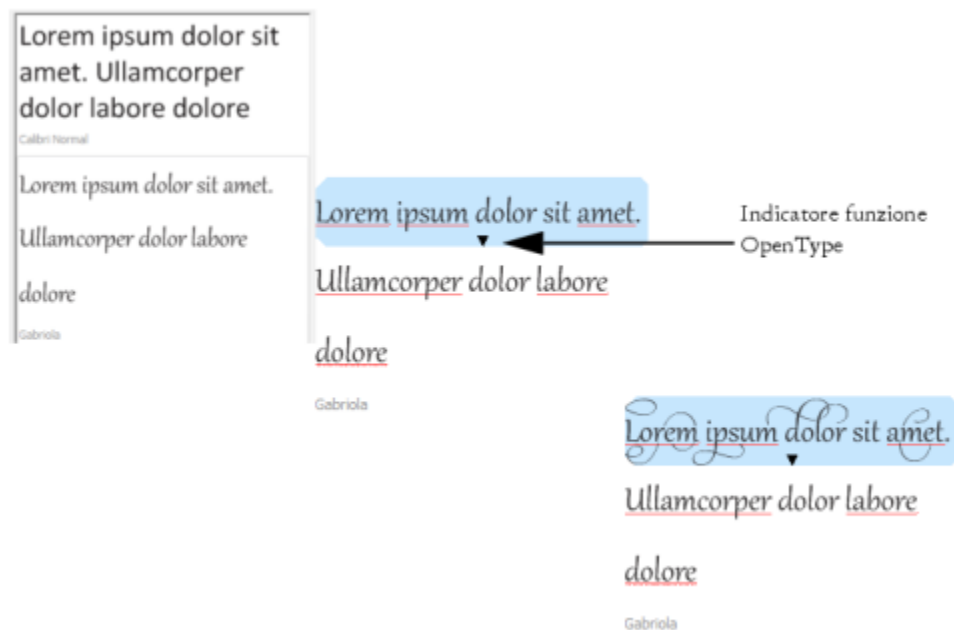 Lorem ipsum dolor sit
amet. Ullamcorper
dolor labore dolore
Calibri Normal
Lorem ipsum dolor sit amet.
Ullamcorper dolor labore
dolore
Gabriola
Lorem ipsum dolor sit amet.
Ullamcorper dolor labore
dolore
Gabriola
Indicatore funzione
OpenType
Lorem ipsum dolor sit amet.
Ullamcorper dolor labore
dolore
Gabriola